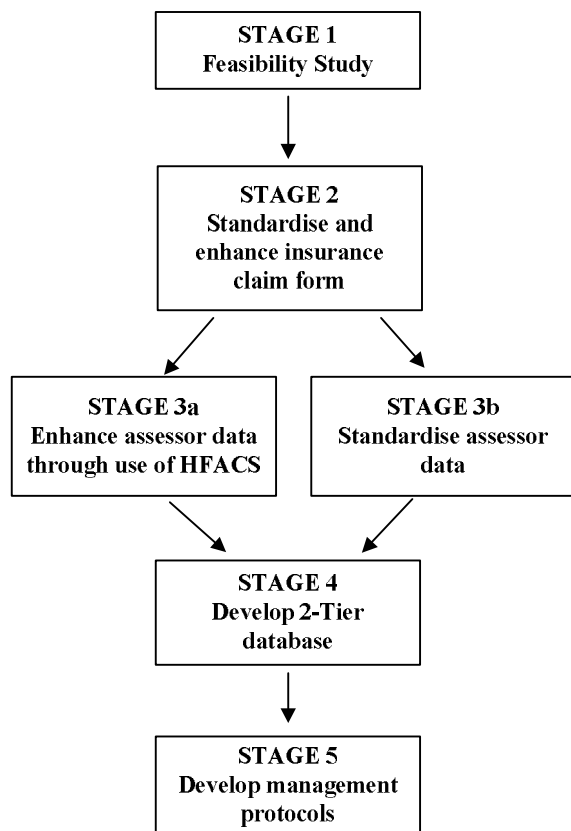 STAGE 1
Feasibility Study
STAGE 2
Standardise and
enhance insurance
claim form
STAGE 3a
Enhance assessor data
through use of HFACS
STAGE 3b
Standardise assessor
data
STAGE 4
Develop 2-Tier
database
STAGE 5
Develop management
protocols